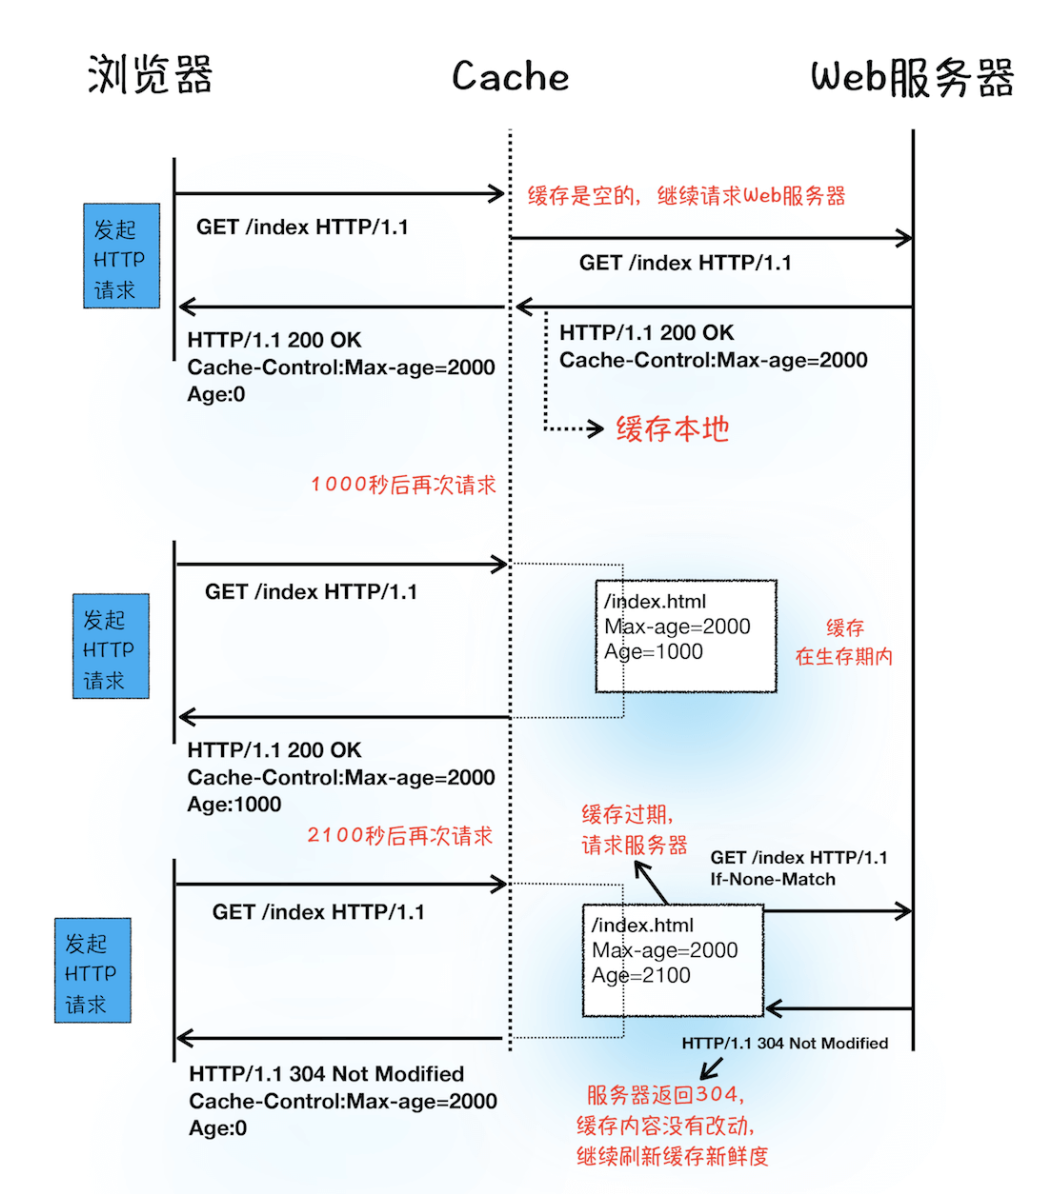 浏览器
Cache
Web服务器
缓存是空的，继续请求Web服务器
GET /index HTTP/1.1
发起
HTTP
请求
GET /index HTTP/1.1
HTTP/1.1 200 OK
Cache-Control:Max-age=2000
HTTP/1.1 200 OK
Cache-Control:Max-age=2000
Age:0
缓存本地
1000秒后再次请求
GET /index HTTP/1.1
发起
HTTP
请求
/index.html
Max-age=2000
Age=1000
缓存
在生存期内
HTTP/1.1 200 OK
Cache-Control:Max-age=2000
Age:1000
2100秒后再次请求
缓存过期，
请求服务器
GET /index HTTP/1.1
If-None-Match
GET /index HTTP/1.1
发起
HTTP
请求
/index.html
Max-age=2000
Age=2100
HTTP/1.1 304 Not Modified
HTTP/1.1 304 Not Modified
Cache-Control:Max-age=2000
Age:0
服务器返回304，
缓存内容没有改动，
继续刷新缓存新鲜度